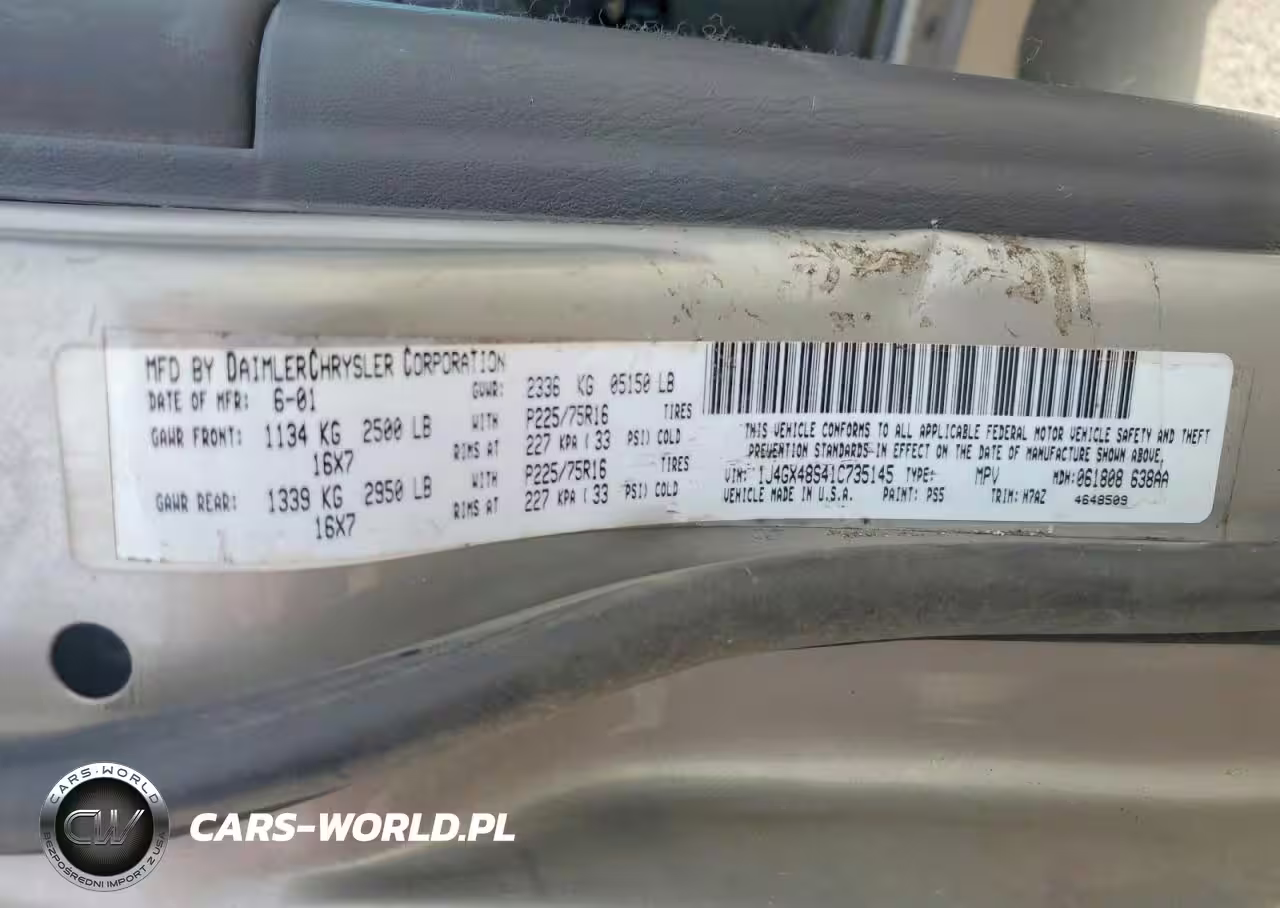 MFD BY DAIMLERCHRYSLER CORPORATION
DATE OF MFR: 6-01 GVWR: 2336 KG 05150 LB
GAWR FRONT: 1134 KG 2500 LB WITH P225/75R16 TIRES
16X7 RIMS AT 227 KPA ( 33 PSI) COLD
GAWR REAR: 1339 KG 2950 LB WITH P225/75R16 TIRES
16X7 RIMS AT 227 KPA ( 33 PSI) COLD
THIS VEHICLE CONFORMS TO ALL APPLICABLE FEDERAL MOTOR VEHICLE SAFETY AND THEFT
PREVENTION STANDARDS IN EFFECT ON THE DATE OF MANUFACTURE SHOWN ABOVE.
VIN: 1J4GX48S41C735145 TYPE: MPV MDH:061808 638AA
VEHICLE MADE IN U.S.A. PAINT: PS5 TRIM: H7AZ 4648509
CARS-WORLD
CW
BEZPOŚREDNI IMPORT Z USA
CARS-WORLD.PL